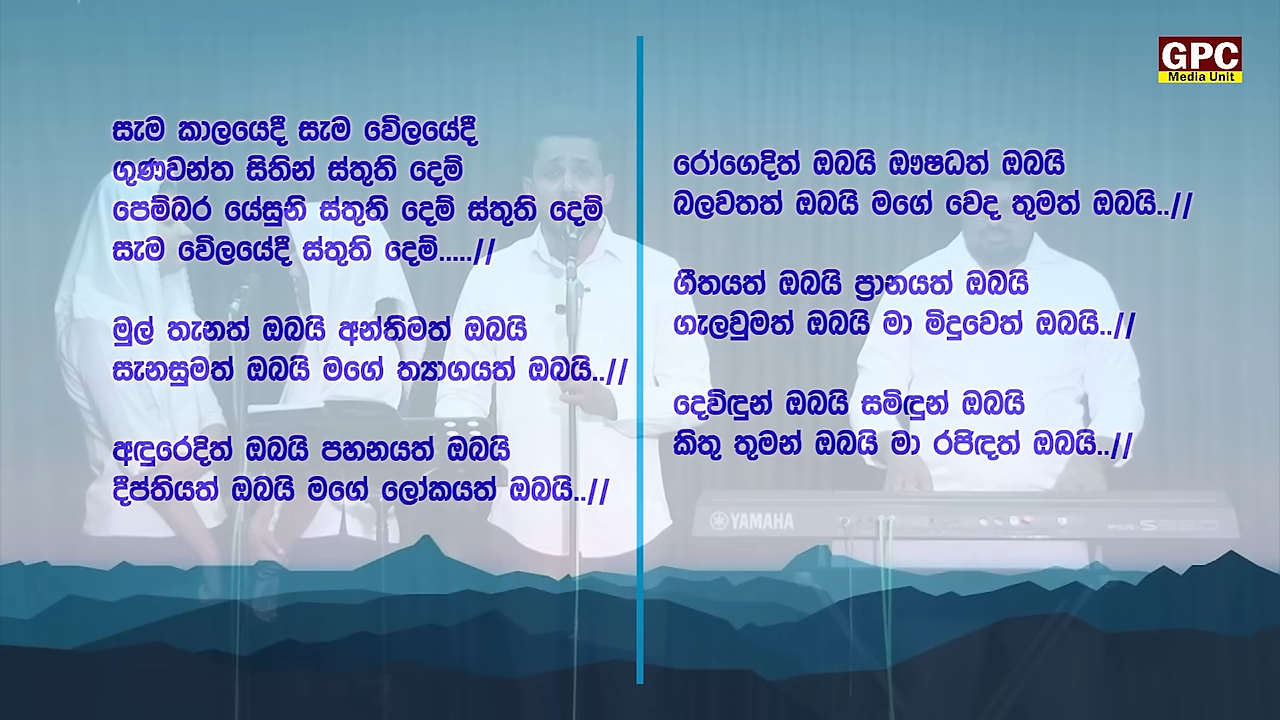 සැම කාලයෙදී සැම වේලයේදී
ගුණවන්ත සිතින් ස්තුති දෙමි
පෙම්බර යේසුනි ස්තුති දෙම් ස්තුති දෙම්
සැම වේලයේදී ස්තුති දෙම්.....//
මුල් තැනත් ඔබයි අන්තිමත් ඔබයි
සැනසුමත් ඔබයි මගේ ත්‍යාගයත් ඔබයි..//
අඳුරෙදිත් ඔබයි පහනයත් ඔබයි
දීප්තියත් ඔබයි මගේ ලෝකයත් ඔබයි..//
රෝගෙදිත් ඔබයි ඖෂධත් ඔබයි
බලවතත් ඔබයි මගේ වෙද තුමත් ඔබයි..//
ගීතයත් ඔබයි ප්‍රානයත් ඔබයි
ගැලවුමත් ඔබයි මා මිදුවෙත් ඔබයි..//
දෙවිඳුන් ඔබයි සමිඳුන් ඔබයි
කිතු තුමන් ඔබයි මා රජිඳත් ඔබයි..//
GPC
Media Unit
YAMAHA